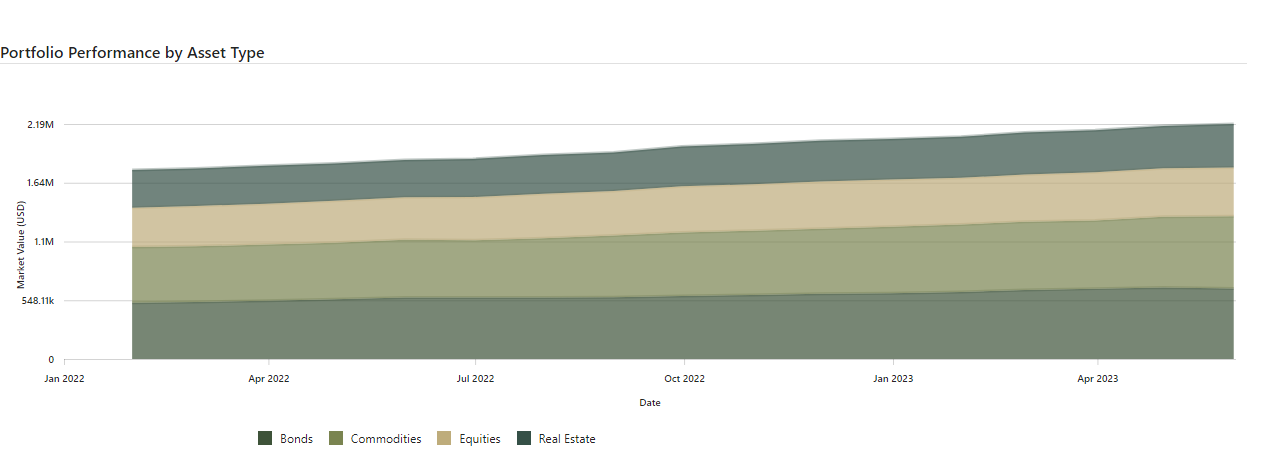 Portfolio Performance by Asset Type
2.19M
1.64M
1.1M
548.11k
0
Market Value (USD)
Jan 2022 Apr 2022 Jul 2022 Oct 2022 Jan 2023 Apr 2023
Date
Bonds Commodities Equities Real Estate